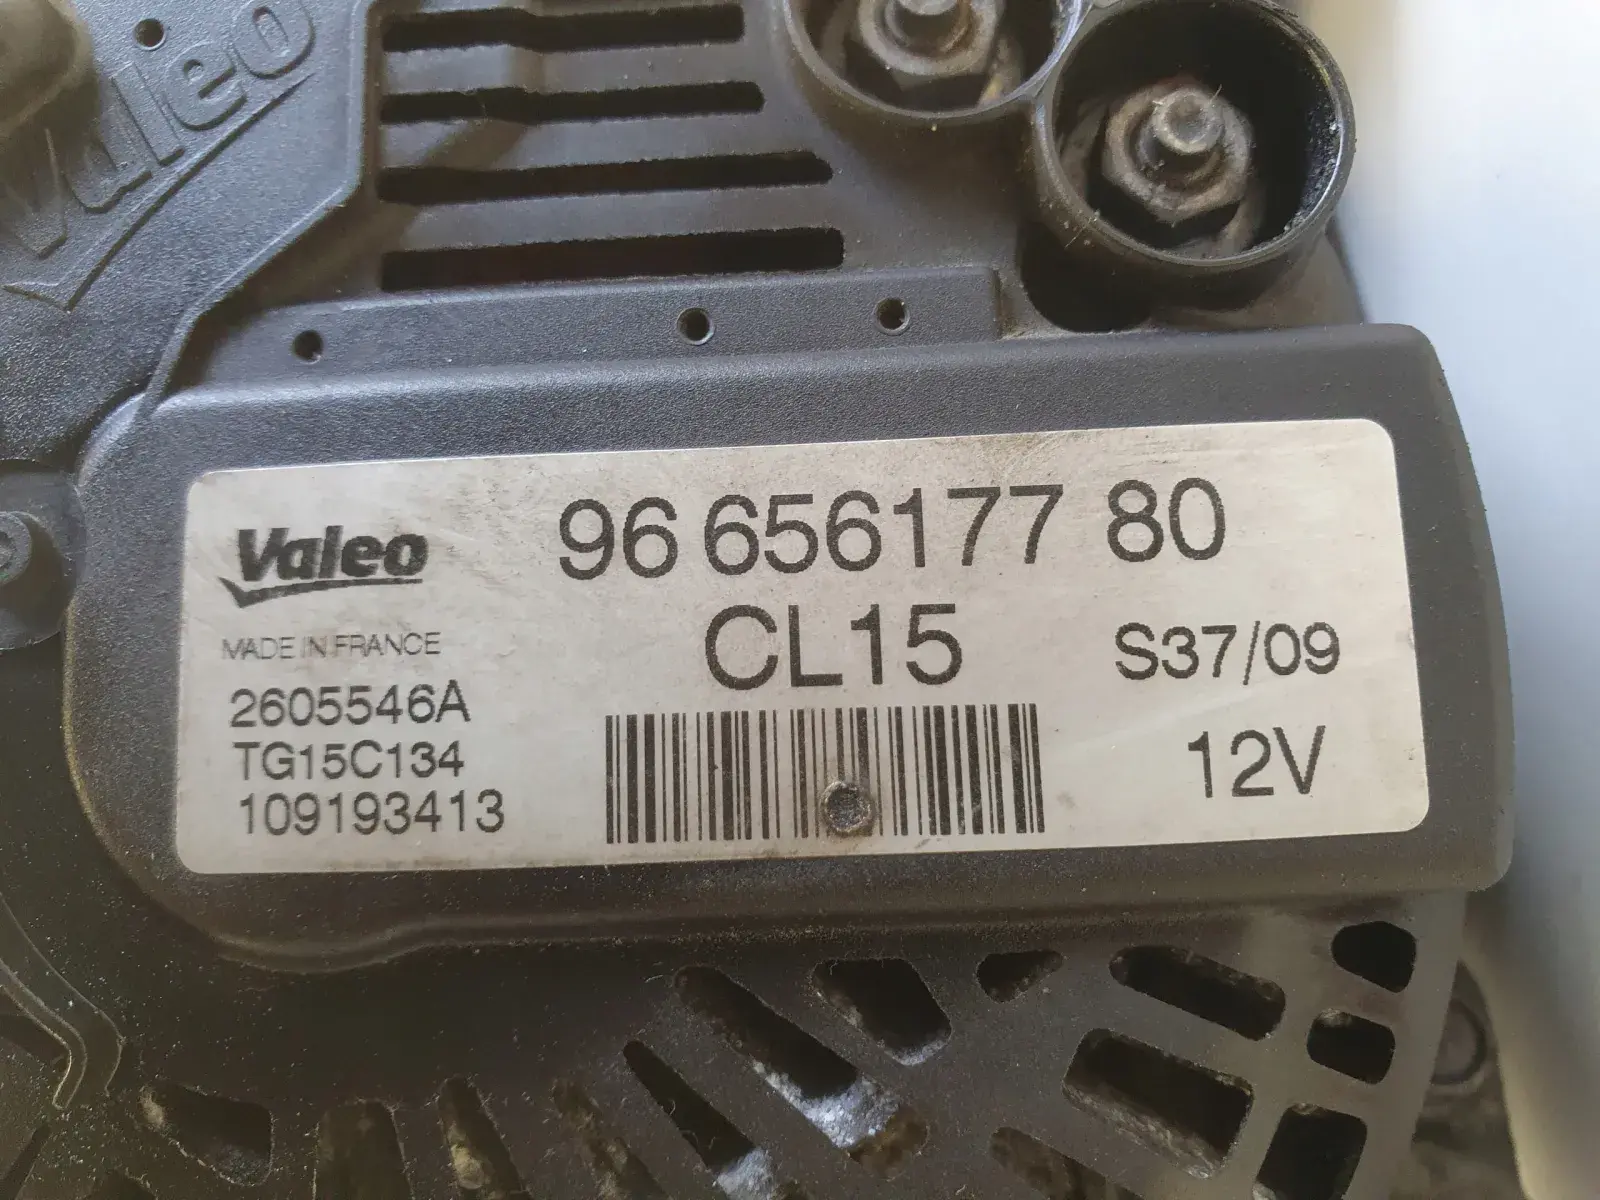 Valeo
Valeo
96 656177 80
MADE IN FRANCE
CL15
S37/09
2605546A
TG15C134
12V
109193413